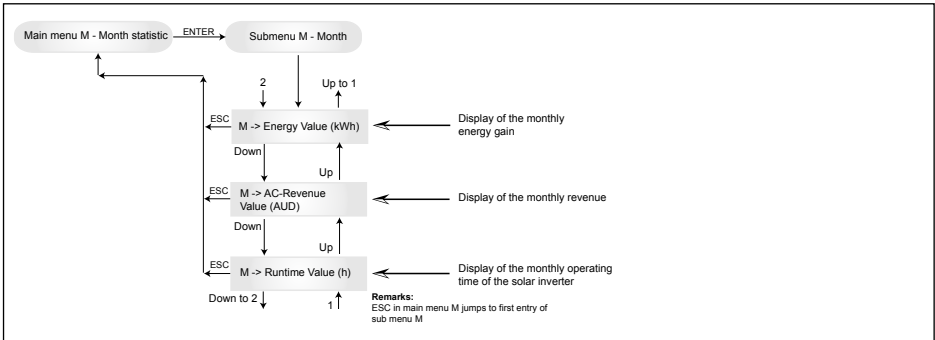 Main menu M - Month statistic
ENTER
Submenu M - Month
2
Up to 1
ESC
M -> Energy Value (kWh)
Display of the monthly
energy gain
Down
Up
ESC
M -> AC-Revenue
Value (AUD)
Display of the monthly revenue
Down
Up
ESC
M -> Runtime Value (h)
Display of the monthly operating
time of the solar inverter
Down to 2
1
Remarks:
ESC in main menu M jumps to first entry of
sub menu M